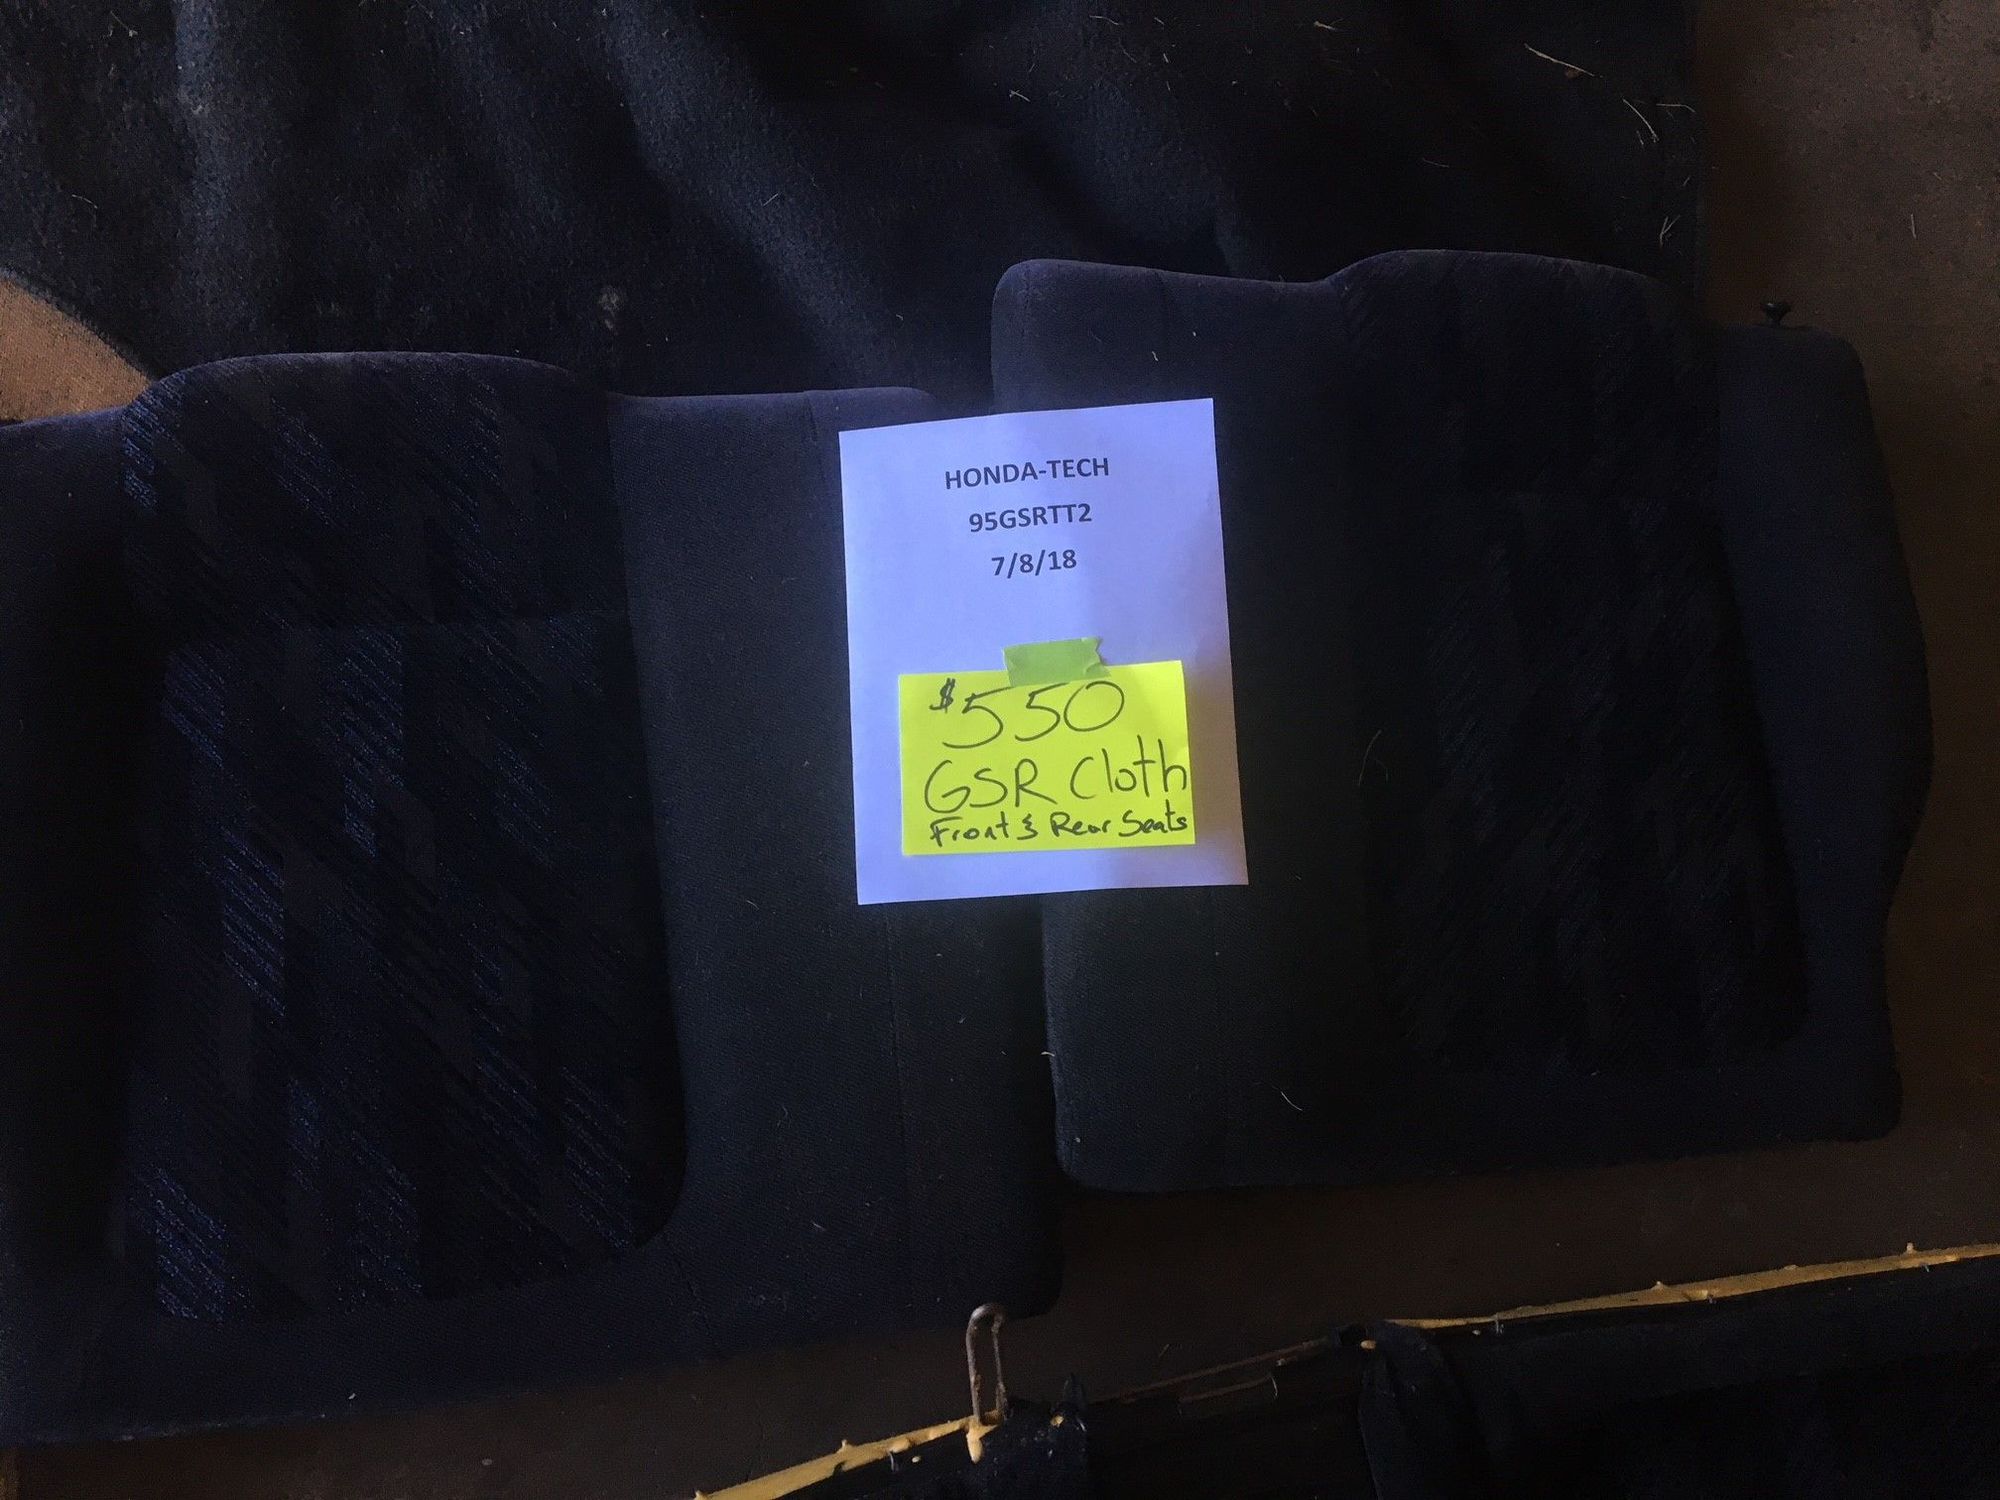 HONDA-TECH
95GSRTT2
7/8/18
$550
GSR Cloth
Front & Rear Seats